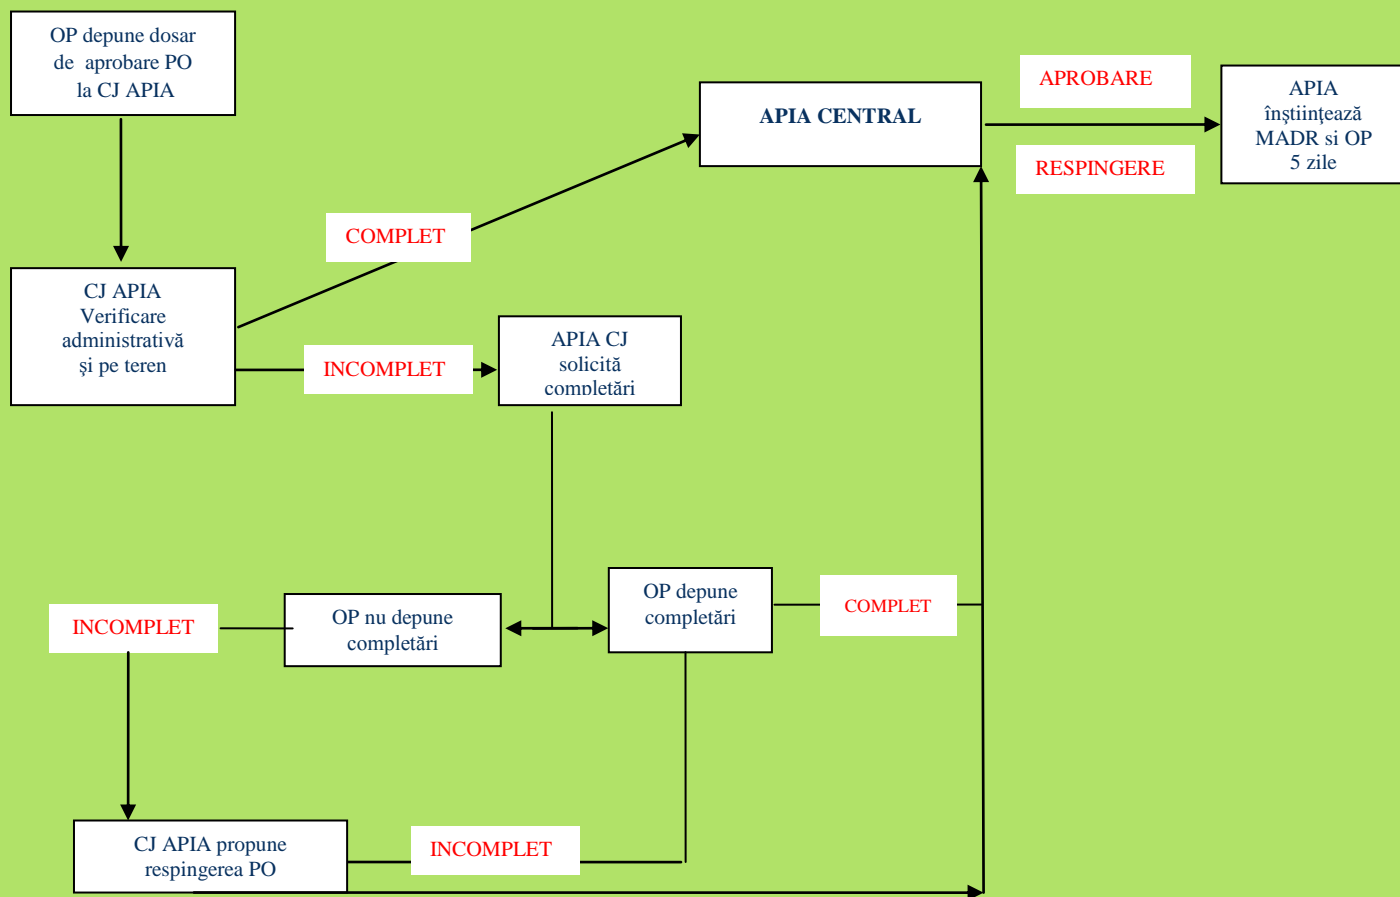 OP depune dosar
de aprobare PO
la CJ APIA
APIA CENTRAL
APROBARE
RESPINGERE
APIA
înştiinţează
MADR si OP
5 zile
COMPLET
CJ APIA
Verificare
administrativă
şi pe teren
INCOMPLET
APIA CJ
solicită
completări
INCOMPLET
OP nu depune
completări
OP depune
completări
COMPLET
CJ APIA propune
respingerea PO
INCOMPLET